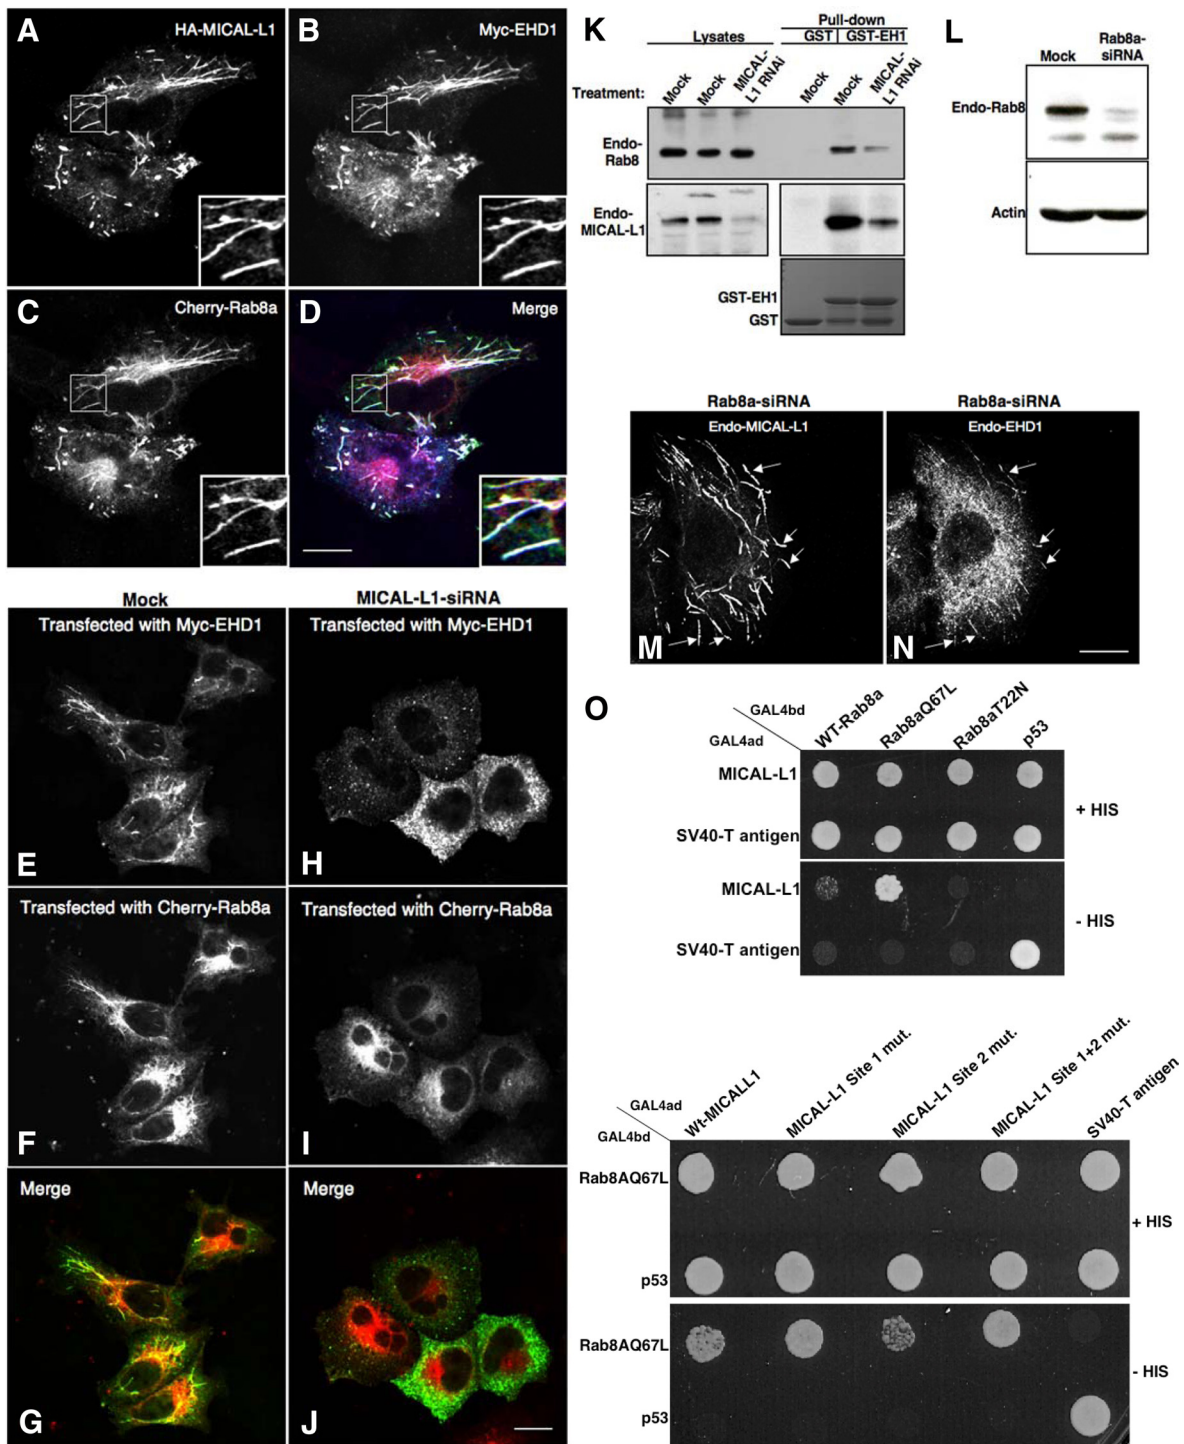 A
HA-MICAL-L1
B
Myc-EHD1
C
Cherry-Rab8a
D
Merge
Mock
Transfected with Myc-EHD1
E
MICAL-L1-siRNA
Transfected with Myc-EHD1
H
Transfected with Cherry-Rab8a
F
Transfected with Cherry-Rab8a
I
Merge
G
Merge
J
K
Pull-down
Lysates
GST
GST-EH1
Treatment:
Mock
Mock
MICAL-
L1 RNAi
Mock
Mock
MICAL-
L1 RNAi
Endo-
Rab8
Endo-
MICAL-L1
GST-EH1
GST
L
Mock
Rab8a-
siRNA
Endo-Rab8
Actin
Rab8a-siRNA
Endo-MICAL-L1
M
Rab8a-siRNA
Endo-EHD1
N
O
GAL4bd
GAL4ad
WT-Rab8a
Rab8aQ67L
Rab8aT22N
p53
MICAL-L1
SV40-T antigen
+ HIS
MICAL-L1
SV40-T antigen
- HIS
GAL4ad
GAL4bd
Wt-MICALL1
MICAL-L1 Site 1 mut.
MICAL-L1 Site 2 mut.
MICAL-L1 Site 1+2 mut.
SV40-T antigen
Rab8AQ67L
p53
+ HIS
Rab8AQ67L
p53
- HIS